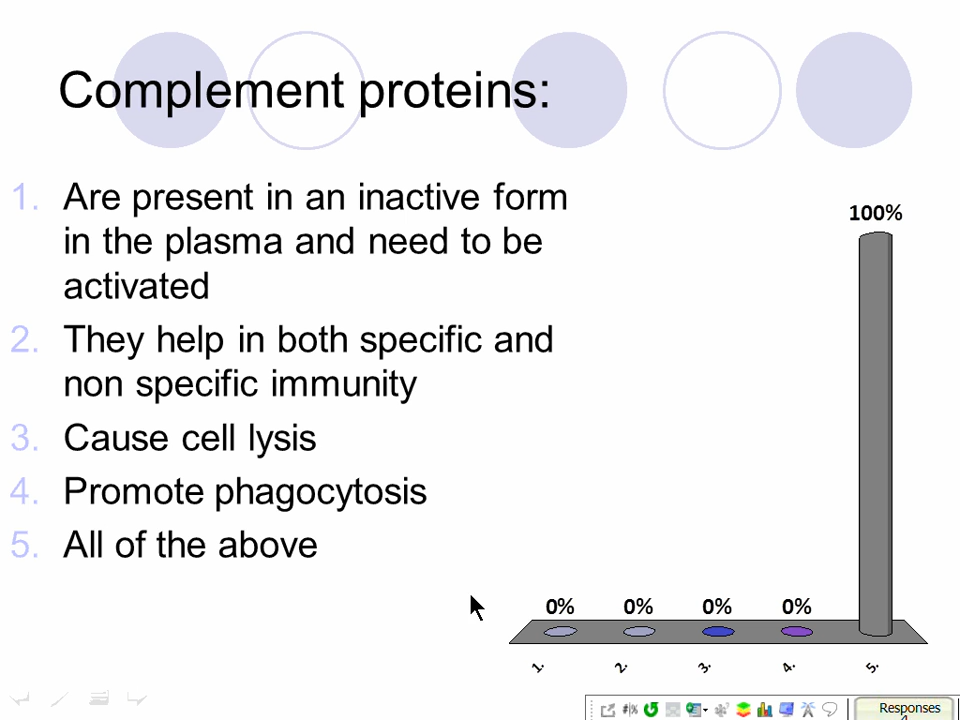 Complement proteins:
1. Are present in an inactive form
in the plasma and need to be
activated
2. They help in both specific and
non specific immunity
3. Cause cell lysis
4. Promote phagocytosis
5. All of the above
0% 0% 0% 0% 100%
1. 2. 3. 4. 5.
Responses